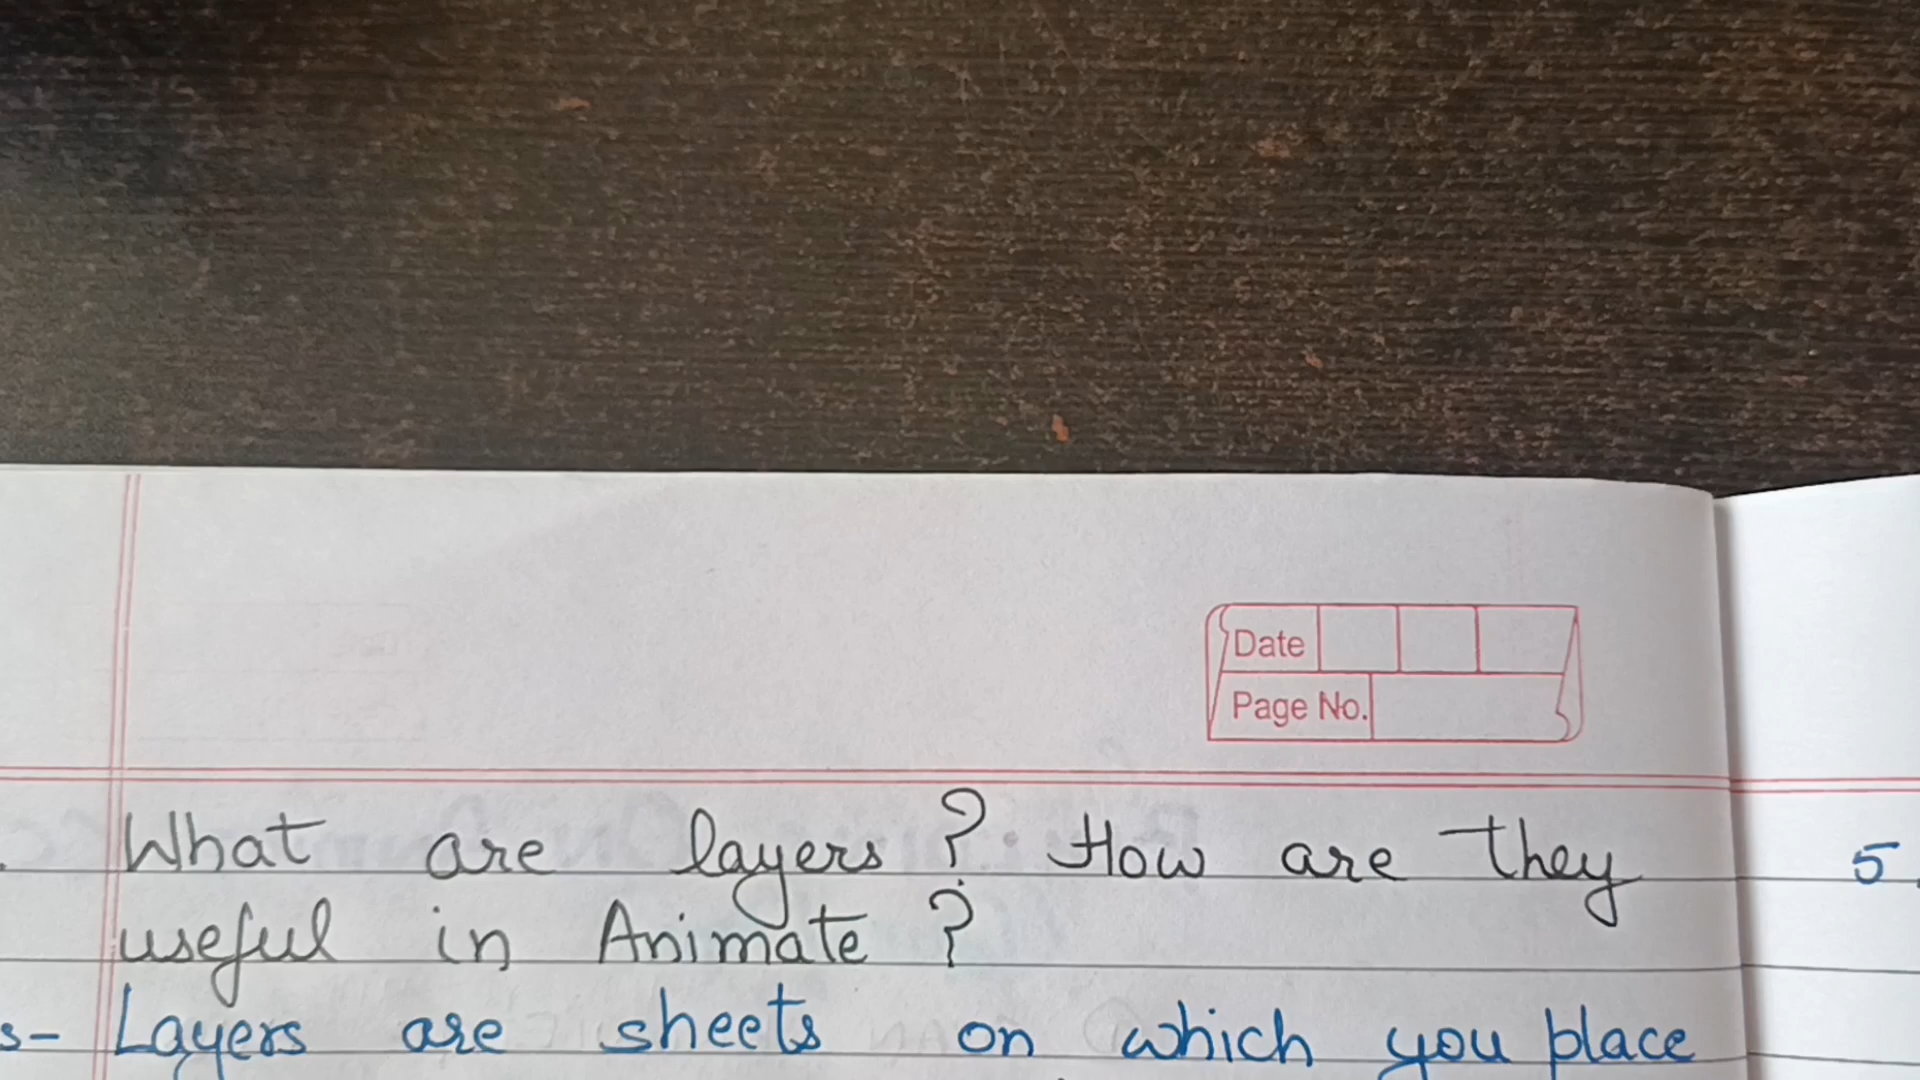 Date
Page No.
What are layers ? How are they
useful in Animate ?
s- Layers are sheets on which you place
5.